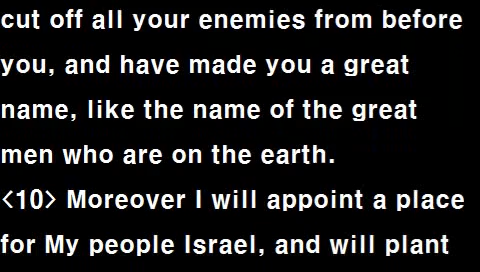 cut off all your enemies from before
you, and have made you a great
name, like the name of the great
men who are on the earth.
<10> Moreover I will appoint a place
for My people Israel, and will plant